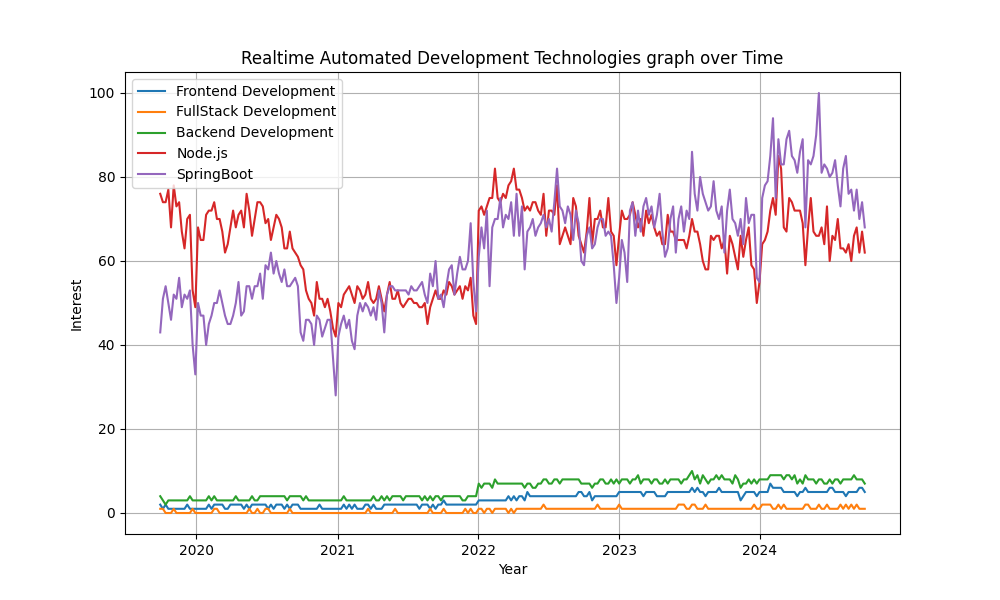 Realtime Automated Development Technologies graph over Time
Frontend Development
FullStack Development
Backend Development
Node.js
SpringBoot
100
80
60
40
20
0
Interest
2020 2021 2022 2023 2024
Year